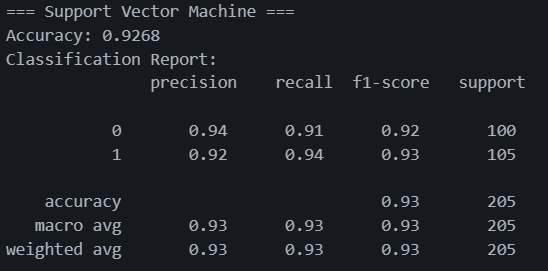 === Support Vector Machine ===
Accuracy: 0.9268
Classification Report:
precision recall f1-score support
0 0.94 0.91 0.92 100
1 0.92 0.94 0.93 105
accuracy 0.93 205
macro avg 0.93 0.93 0.93 205
weighted avg 0.93 0.93 0.93 205